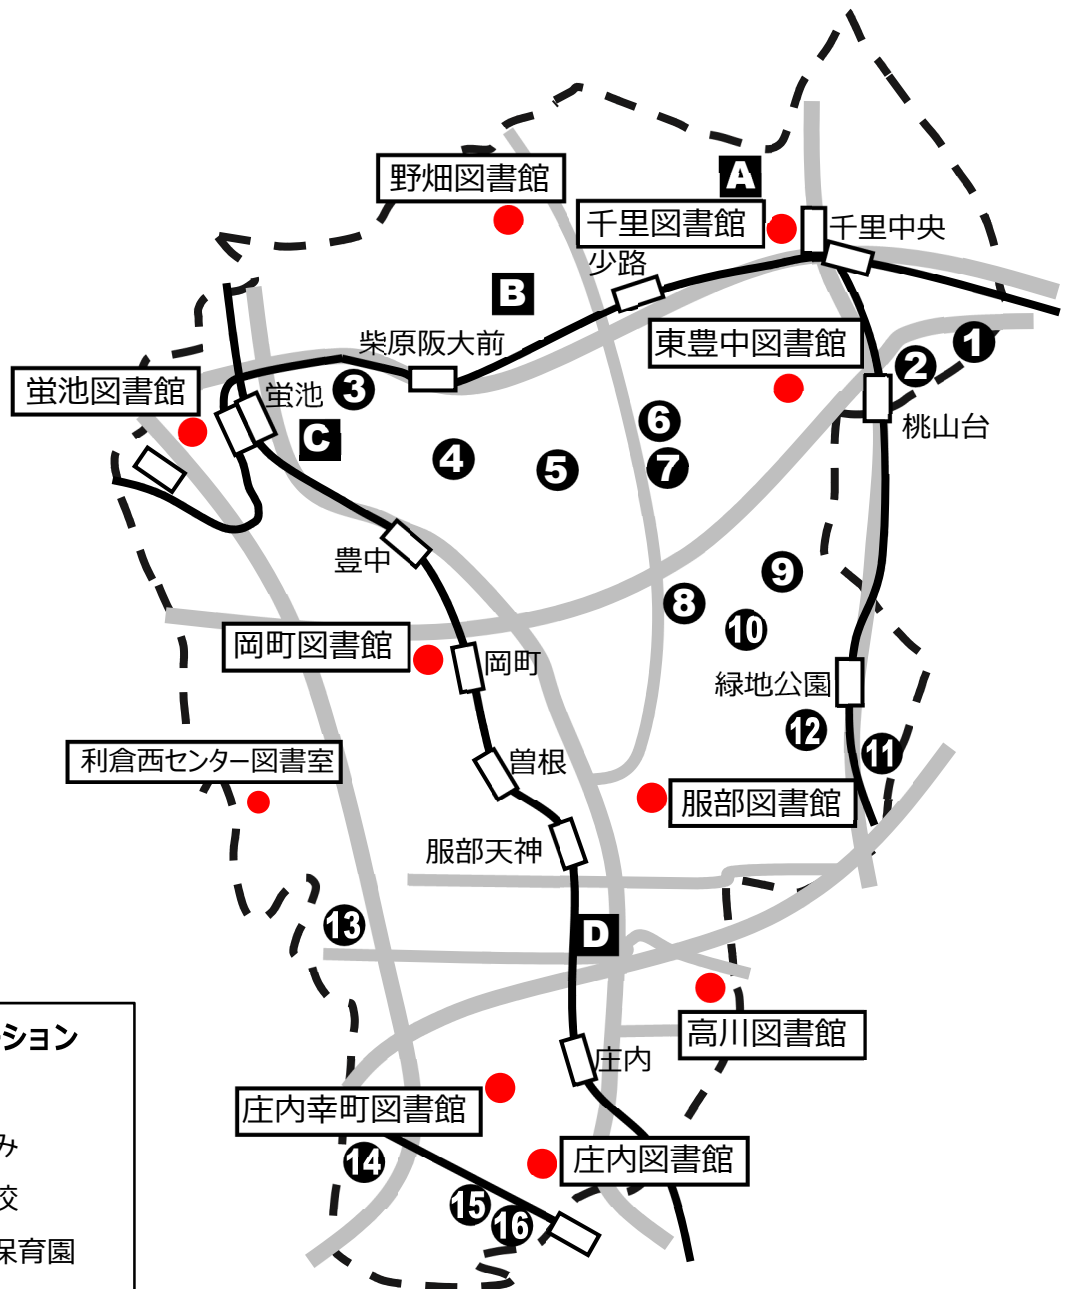 A
野畑図書館
千里図書館
千里中央
少路
B
柴原阪大前
東豊中図書館
1
2
蛍池図書館
蛍池
3
C
6
桃山台
4
5
7
豊中
9
8
10
岡町図書館
岡町
緑地公園
12
11
利倉西センター図書室
曽根
服部図書館
服部天神
13
D
高川図書館
ション
庄内
庄内幸町図書館
み
14
庄内図書館
校
15
16
保育園